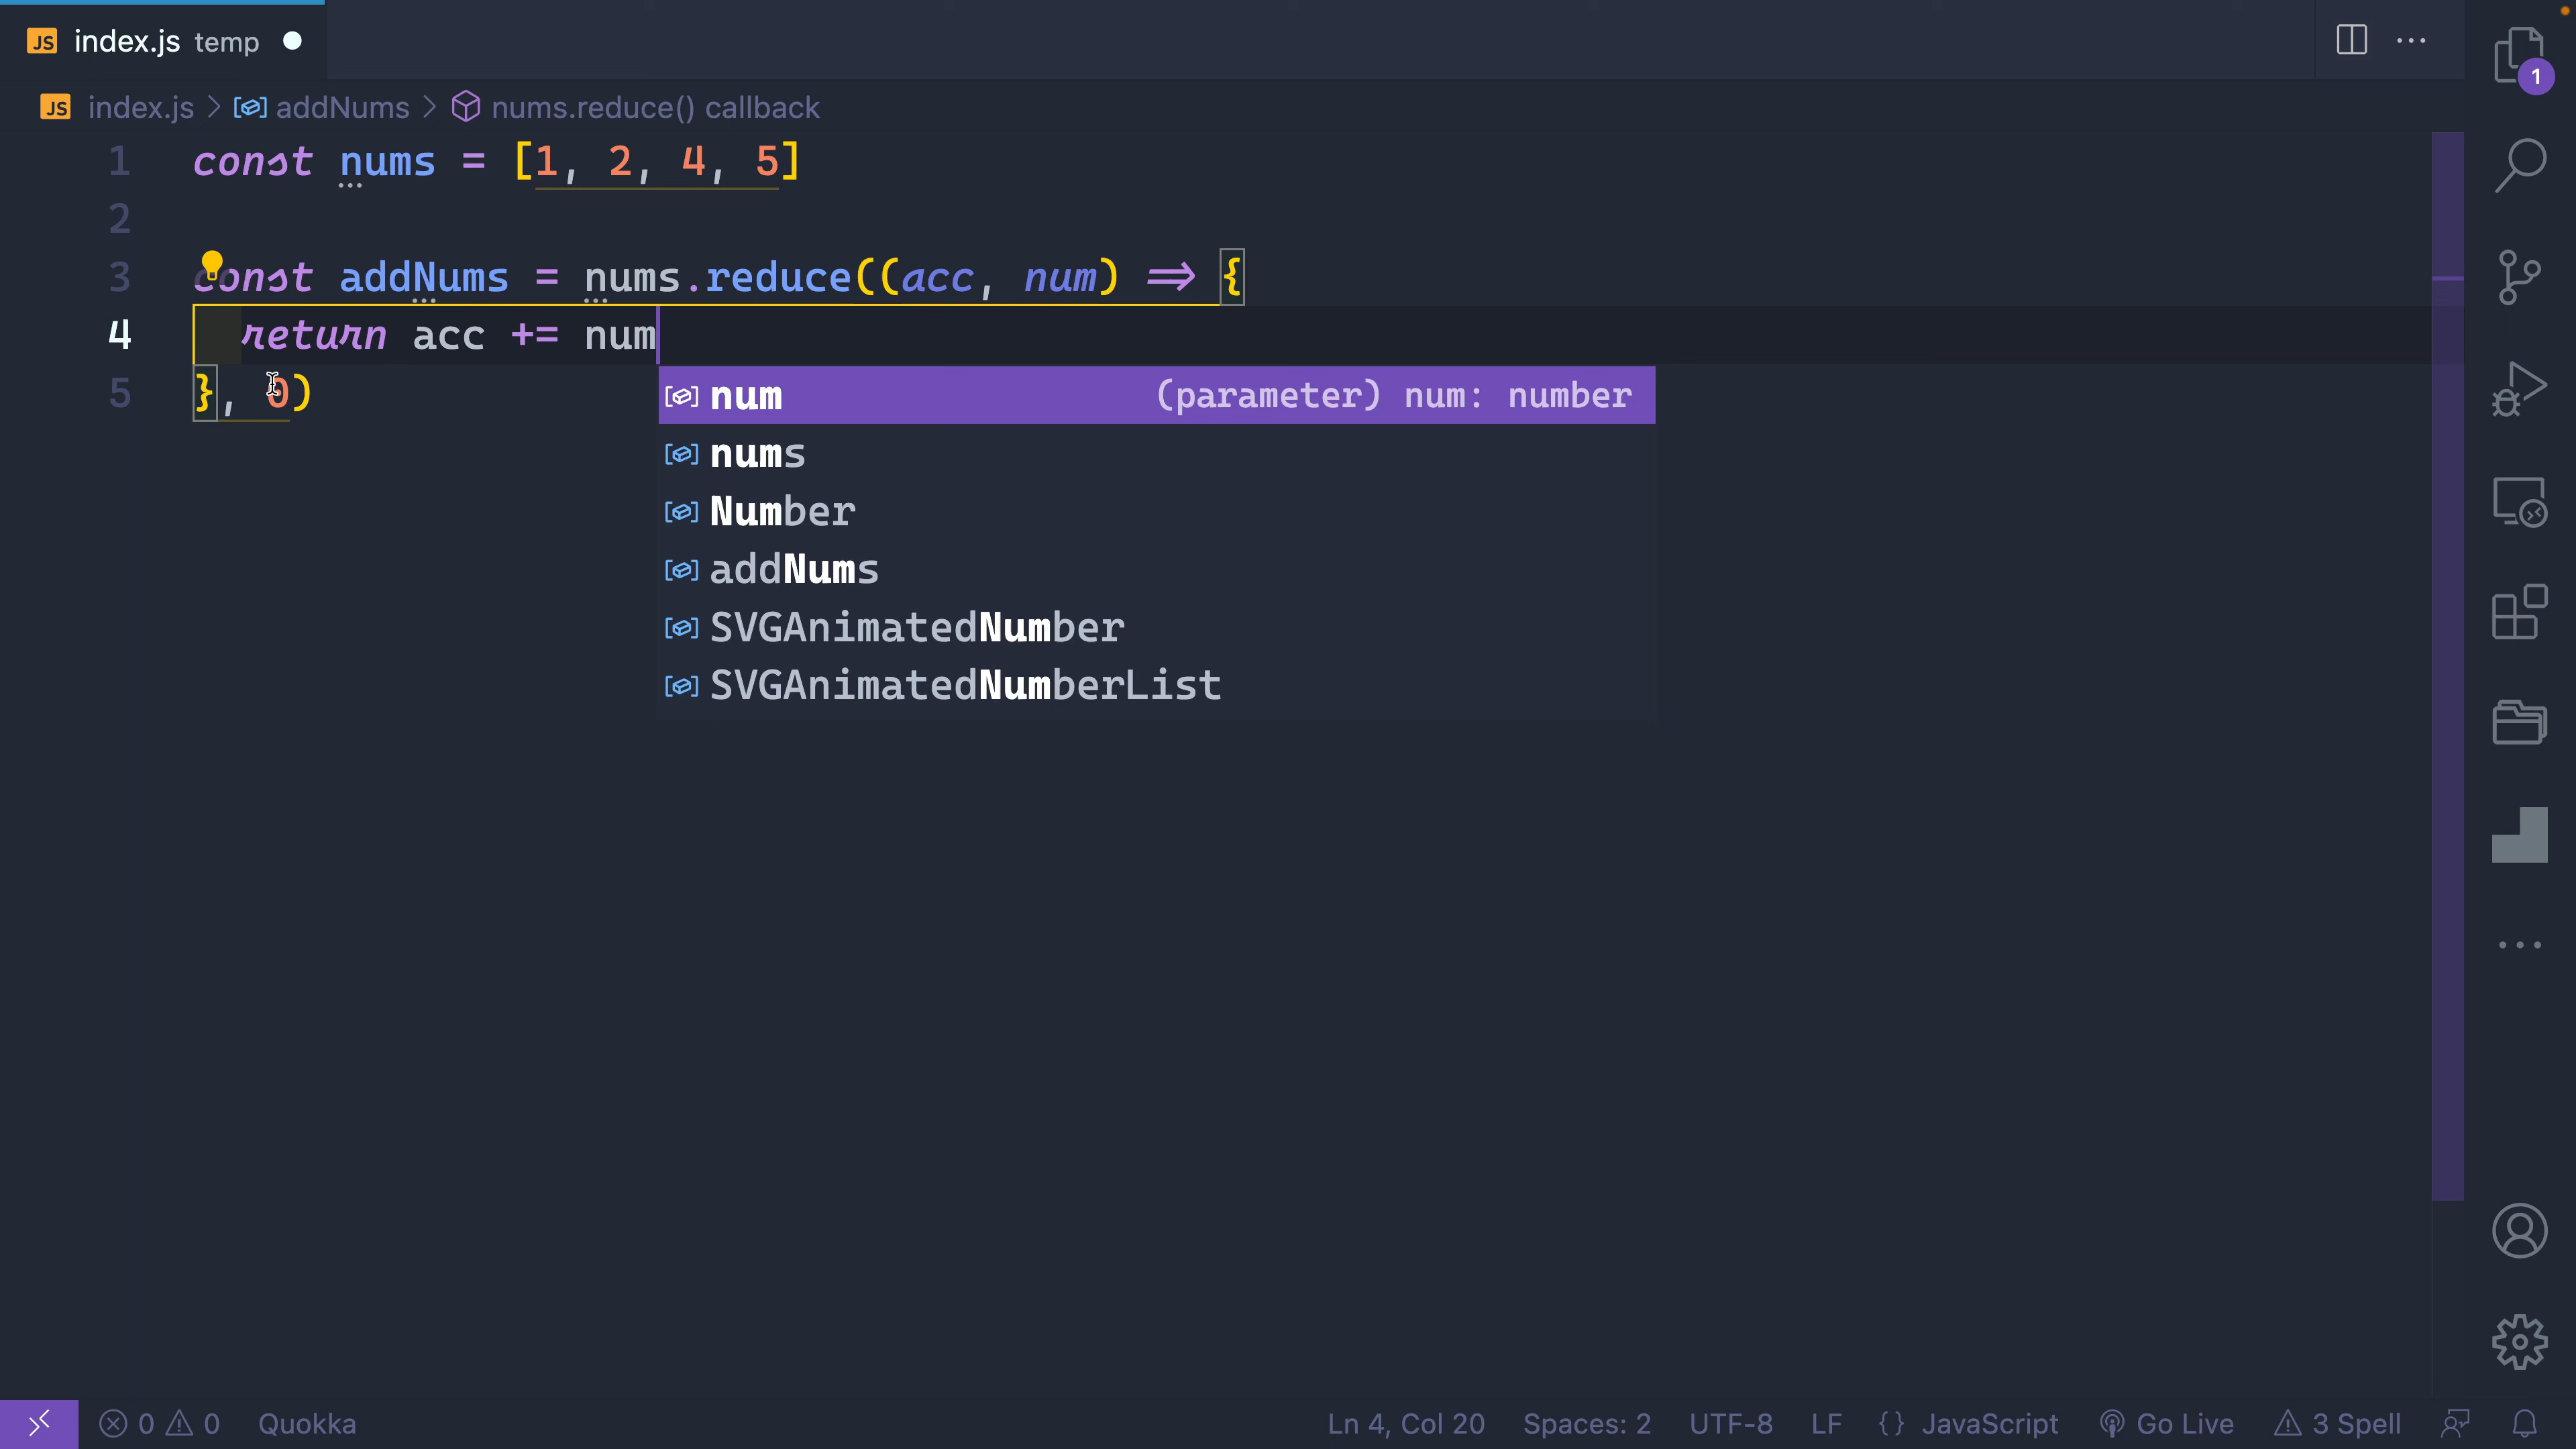 JS index.js temp
JS index.js > addNums > nums.reduce() callback
1
1 const nums = [1, 2, 4, 5]
2
3 const addNums = nums.reduce((acc, num) => {
4 return acc += num
5 }, 0)
num (parameter) num: number
nums
Number
addNums
SVGAnimatedNumber
SVGAnimatedNumberList
0 0 Quokka Ln 4, Col 20 Spaces: 2 UTF-8 LF {} JavaScript Go Live 3 Spell